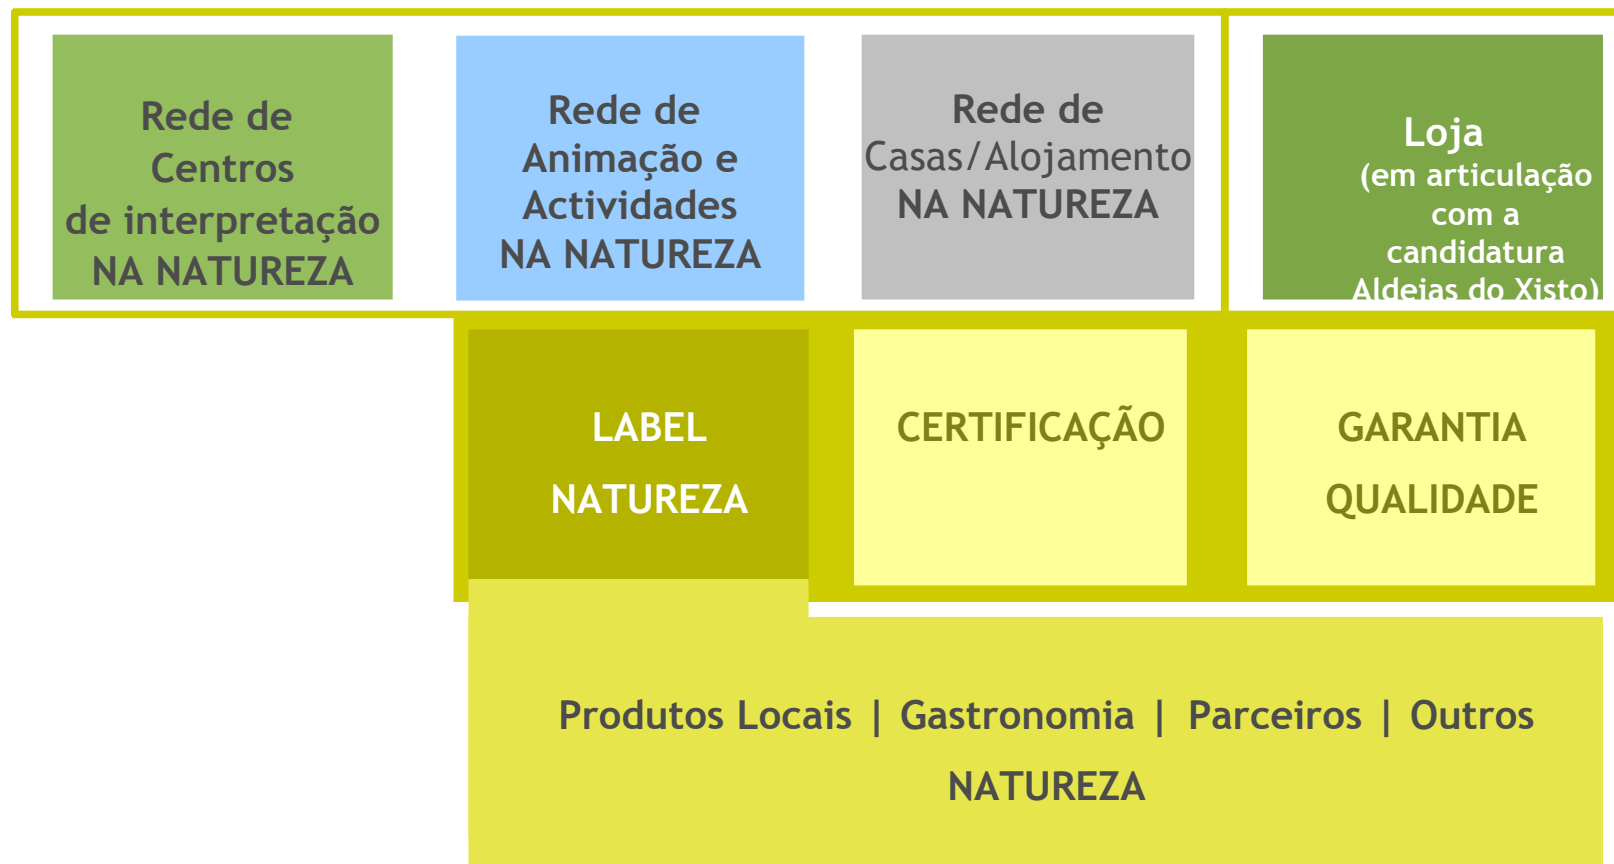 Rede de
Centros
de interpretação
NA NATUREZA
Rede de
Animação e
Actividades
NA NATUREZA
Rede de
Casas/Alojamento
NA NATUREZA
Loja
(em articulação
com a
candidatura
Aldeias do Xisto)
LABEL
NATUREZA
CERTIFICAÇÃO
GARANTIA
QUALIDADE
Produtos Locais | Gastronomia | Parceiros | Outros
NATUREZA